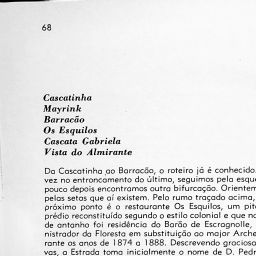 68
Cascatinha
Mayrink
Barracão
Os Esquilos
Cascata Gabriela
Vista do Almirante
Da Cascatinha ao Barracão, o roteiro já é conhecido.
vez no entroncamento do último, seguimos pela esque
pouco depois encontramos outra bifurcação. Orientem
pelas setas que aí existem. Pelo rumo traçado acima,
próximo ponto é o restaurante Os Esquilos, um pit
prédio reconstituído segundo o estilo colonial e que no
de antanho foi residência do Barão de Escragnolle,
nistrador da Floresta em substituição ao major Arche
rante os anos de 1874 a 1888. Descrevendo graciosa
vas, a Estrada toma inicialmente o nome de D. Pedr